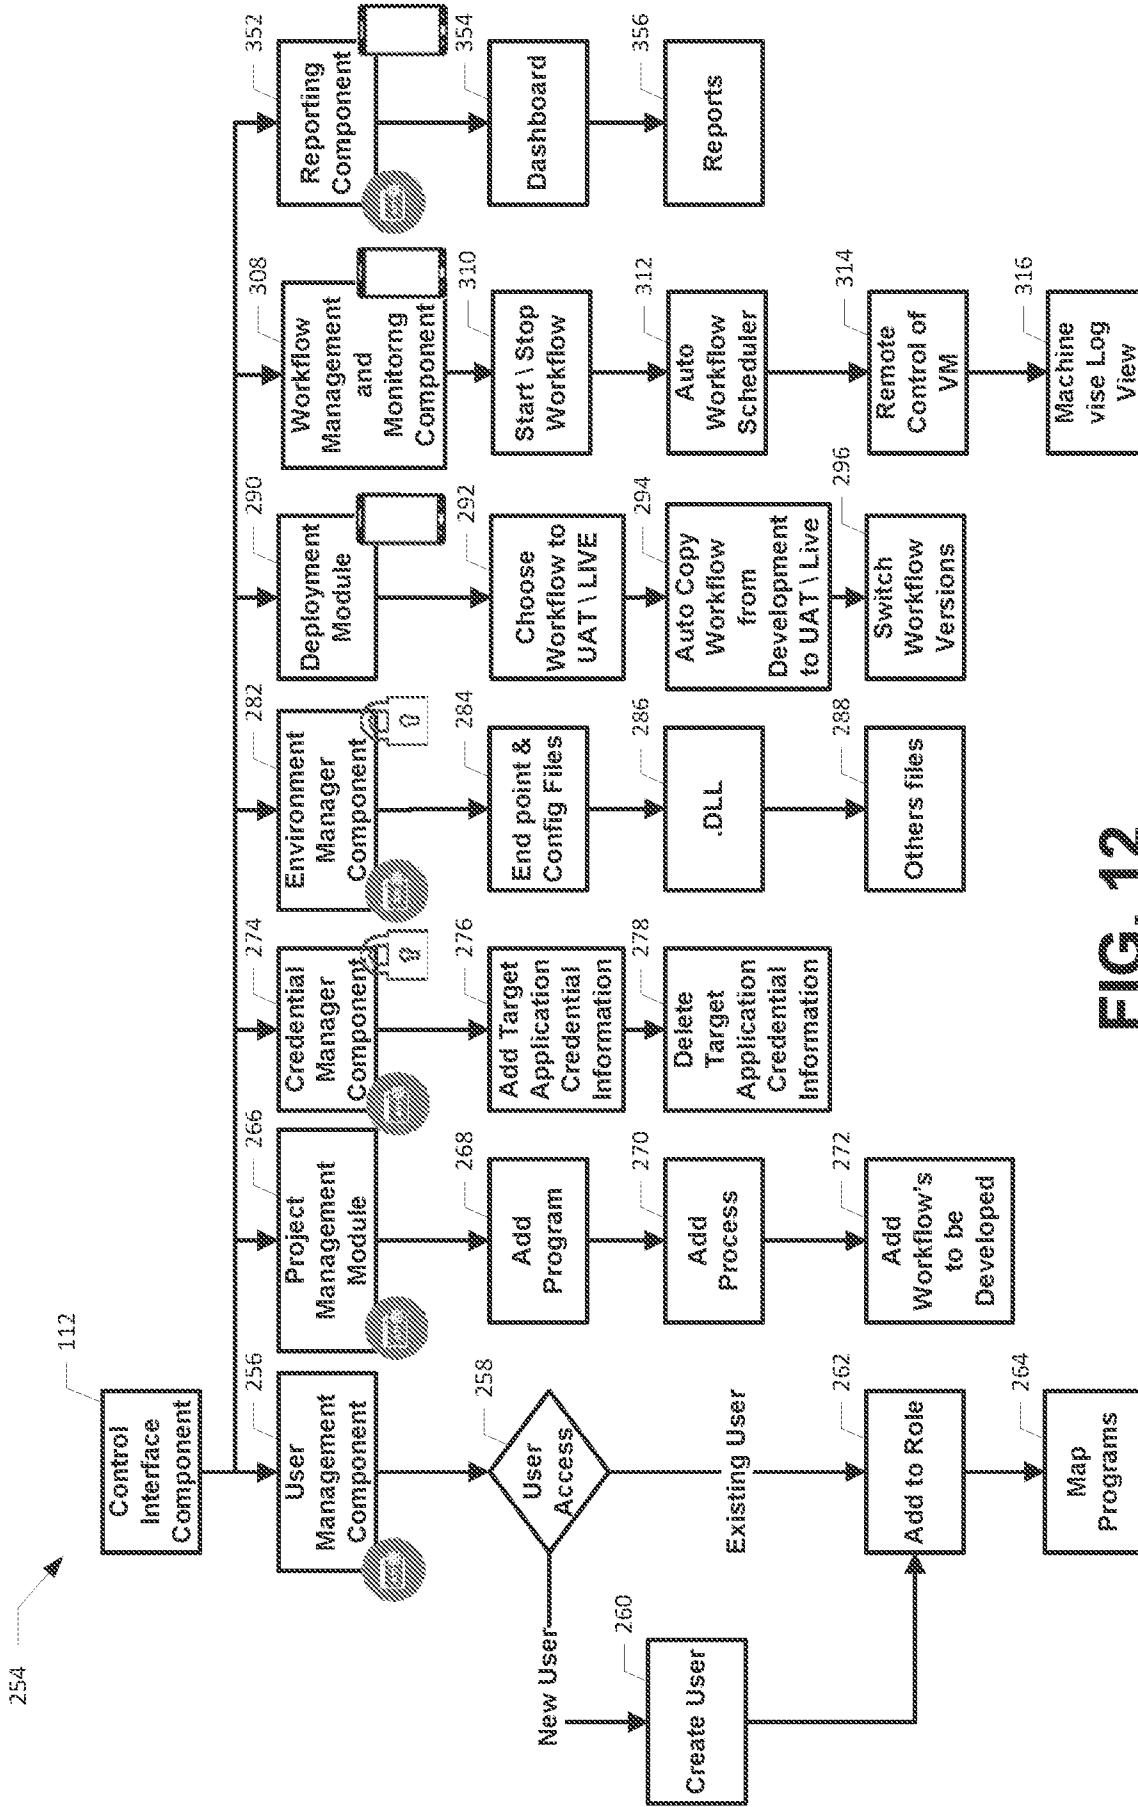 254
112
Control
Interface
Component
256
User
Management
Component
258
User
Access
New User
Existing User
260
Create User
262
Add to Role
264
Map
Programs
266
Project
Management
Module
268
Add
Program
270
Add
Process
272
Add
Workflow's
to be
Developed
274
Credential
Manager
Component
276
Add Target
Application
Credential
Information
278
Delete
Target
Application
Credential
Information
282
Environment
Manager
Component
284
End point &
Config Files
286
.DLL
288
Others files
290
Deployment
Module
292
Choose
Workflow to
UAT \ LIVE
294
Auto Copy
Workflow
from
Development
to UAT \ Live
296
Switch
Workflow
Versions
308
Workflow
Management
and
Monitorng
Component
310
Start \ Stop
Workflow
312
Auto
Workflow
Scheduler
314
Remote
Control of
VM
316
Machine
vise Log
View
352
Reporting
Component
354
Dashboard
356
Reports
FIG. 12